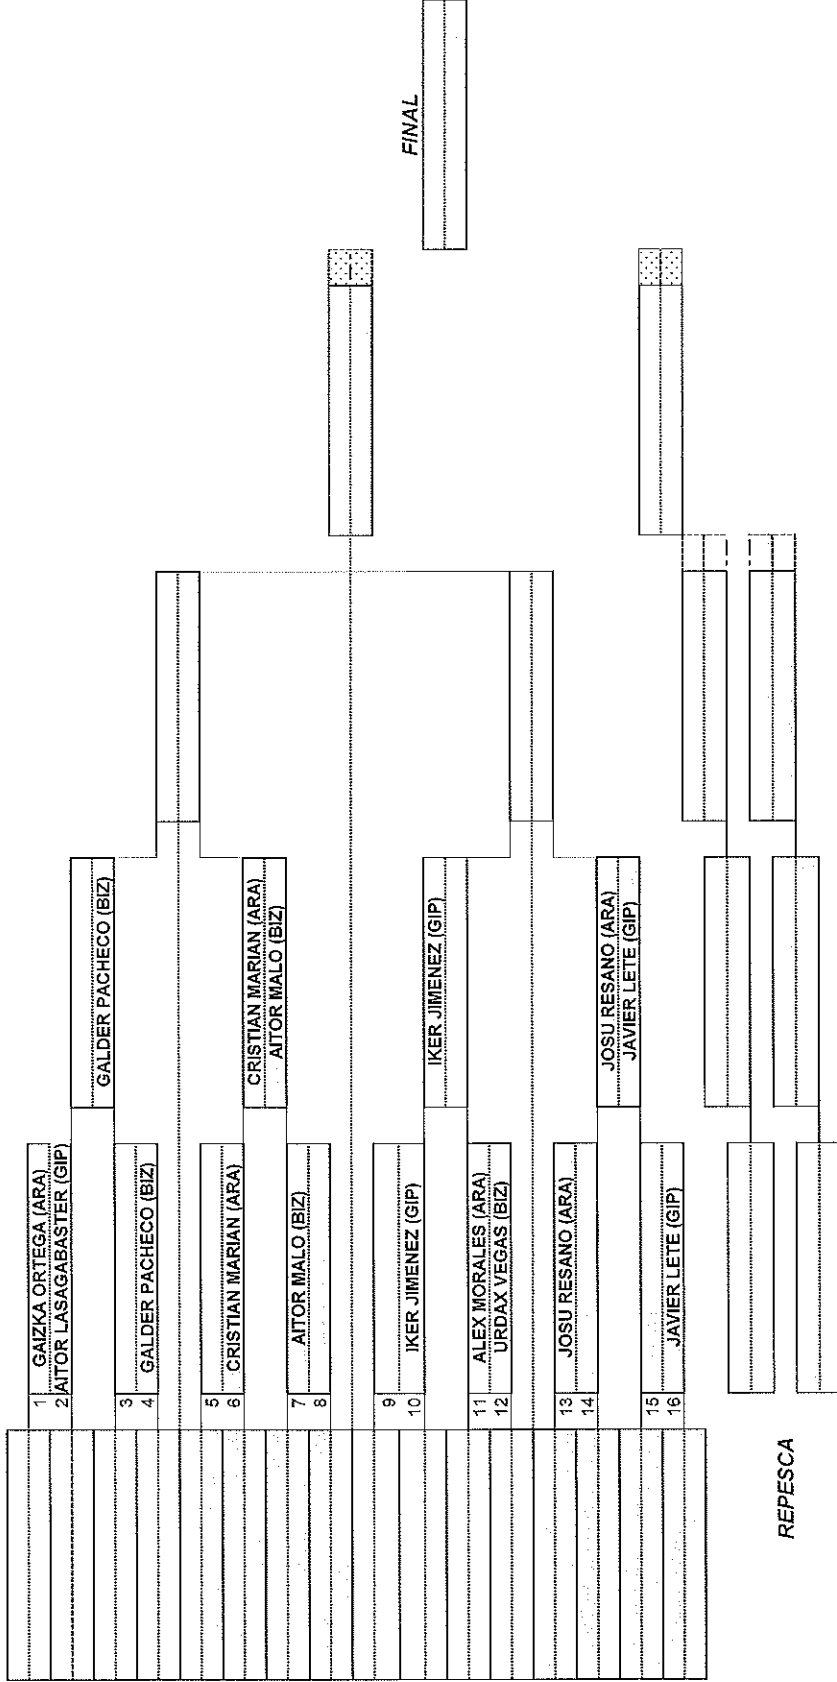 1 GAIZKA ORTEGA (ARA)
2 AITOR LASAGABASTER (GIP)
3
4 GALDER PACHECO (BIZ)
5
6 CRISTIAN MARIAN (ARA)
7 AITOR MALO (BIZ)
8
9
10 IKER JIMENEZ (GIP)
11 ALEX MORALES (ARA)
12 URDAX VEGAS (BIZ)
13 JOSU RESANO (ARA)
14
15
16 JAVIER LETE (GIP)
GALDER PACHECO (BIZ)
CRISTIAN MARIAN (ARA)
AITOR MALO (BIZ)
IKER JIMENEZ (GIP)
JOSU RESANO (ARA)
JAVIER LETE (GIP)
FINAL
REPESCA